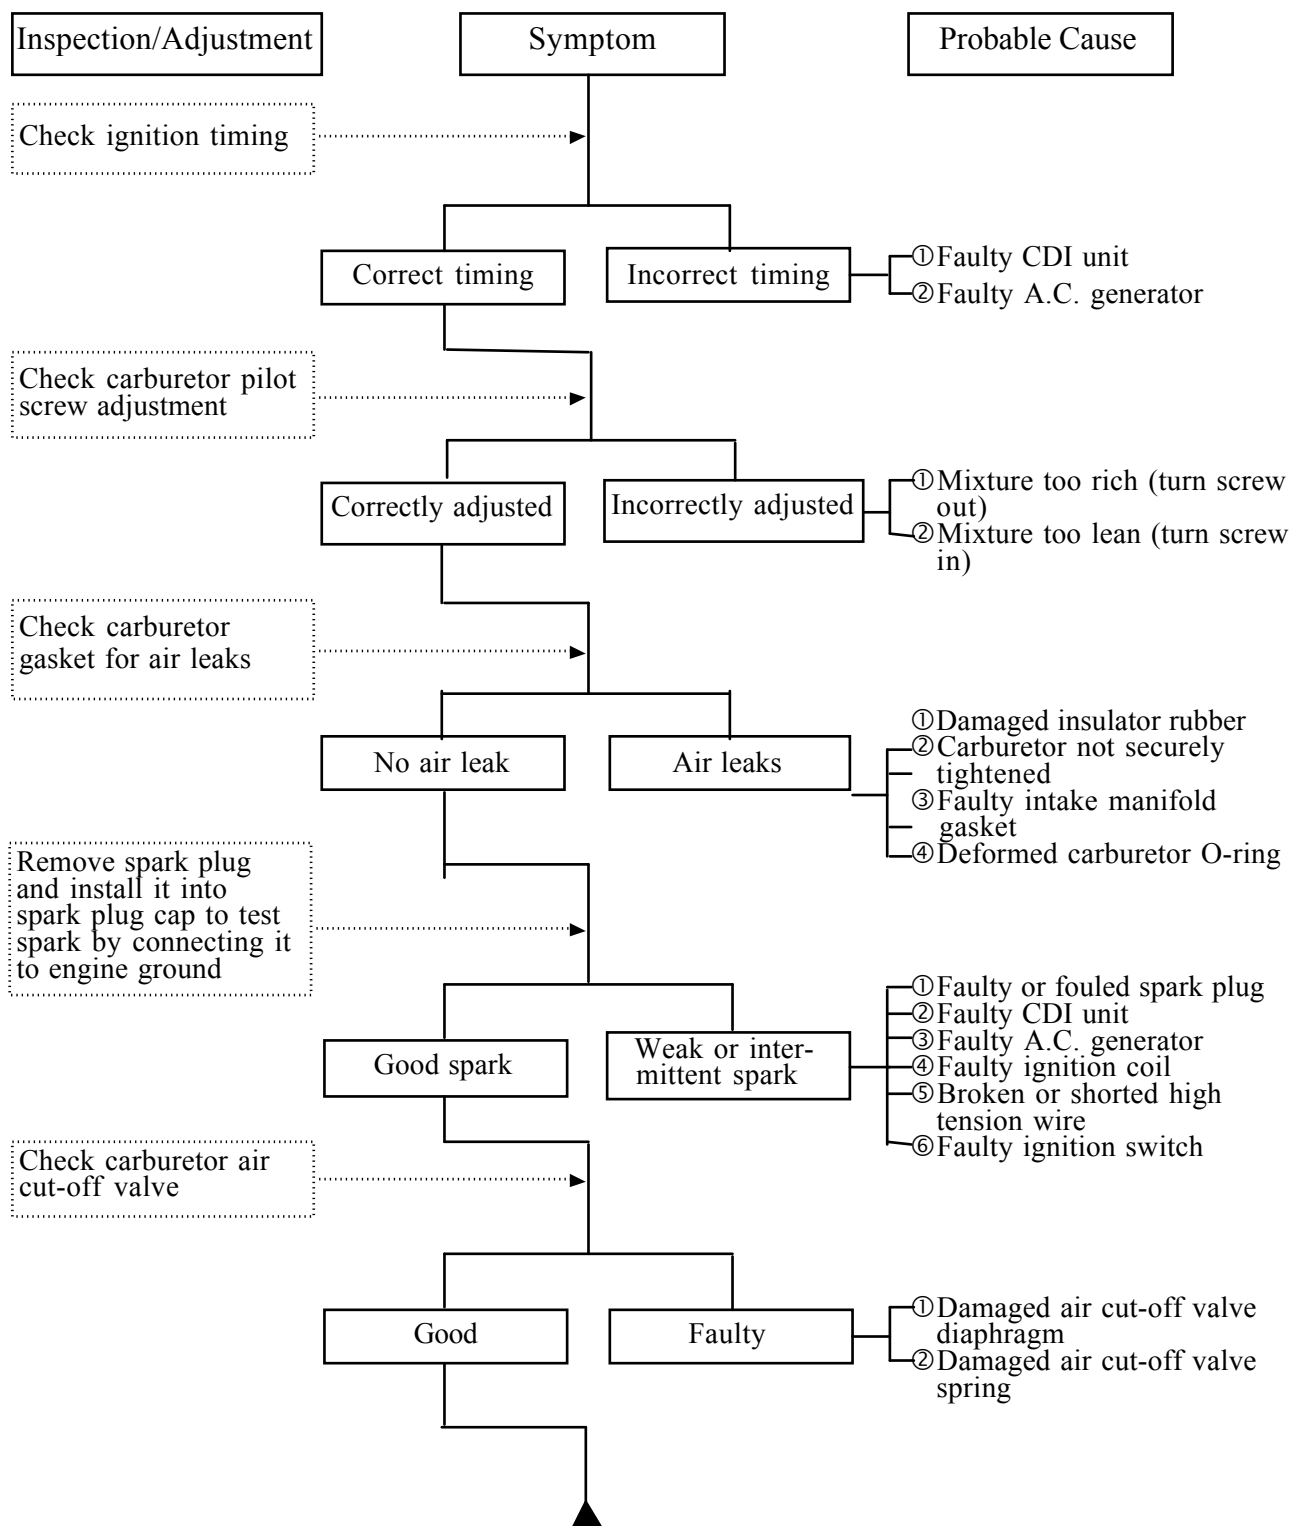 Inspection/Adjustment
Symptom
Probable Cause
Check ignition timing
Correct timing
Incorrect timing
①Faulty CDI unit
②Faulty A.C. generator
Check carburetor pilot
screw adjustment
Correctly adjusted
Incorrectly adjusted
①Mixture too rich (turn screw
out)
②Mixture too lean (turn screw
in)
Check carburetor
gasket for air leaks
No air leak
Air leaks
①Damaged insulator rubber
②Carburetor not securely
tightened
③Faulty intake manifold
gasket
④Deformed carburetor O-ring
Remove spark plug
and install it into
spark plug cap to test
spark by connecting it
to engine ground
Good spark
Weak or inter-
mittent spark
①Faulty or fouled spark plug
②Faulty CDI unit
③Faulty A.C. generator
④Faulty ignition coil
⑤Broken or shorted high
tension wire
⑥Faulty ignition switch
Check carburetor air
cut-off valve
Good
Faulty
①Damaged air cut-off valve
diaphragm
②Damaged air cut-off valve
spring